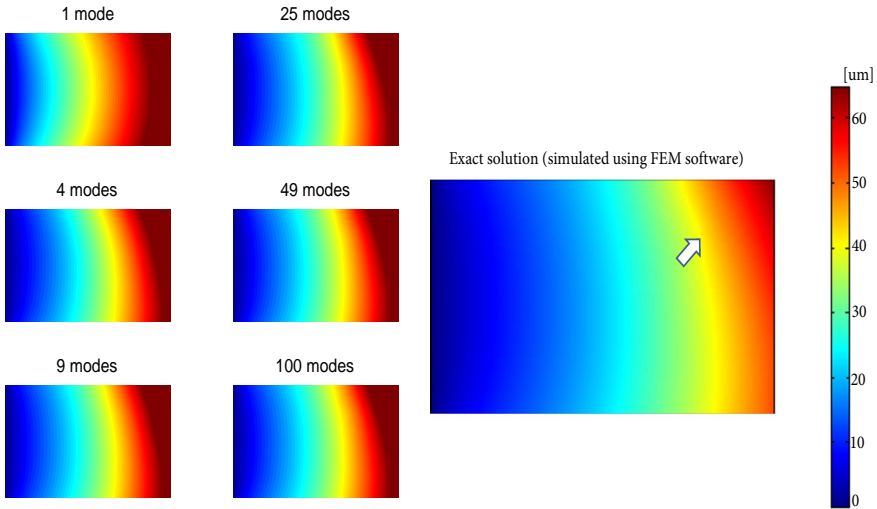 1 mode
25 modes
4 modes
49 modes
9 modes
100 modes
Exact solution (simulated using FEM software)
[um]
60
50
40
30
20
10
0